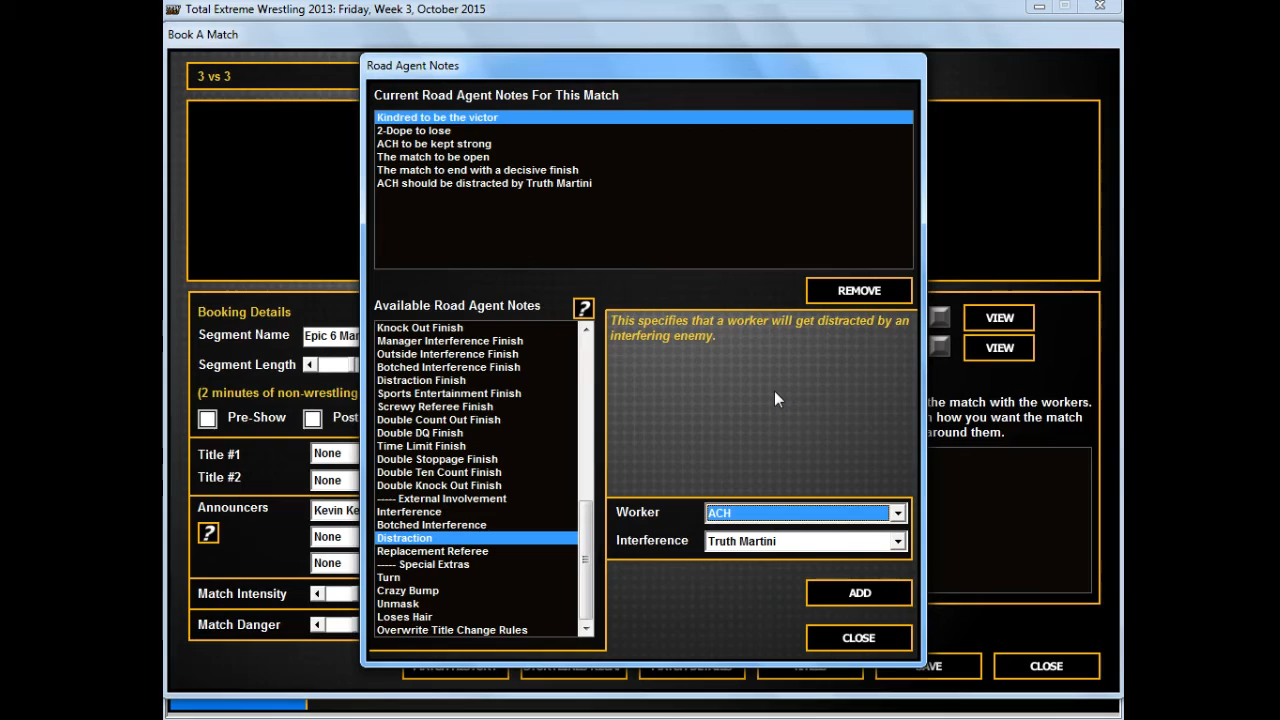 Total Extreme Wrestling 2013: Friday, Week 3, October 2015
Book A Match
3 vs 3
Road Agent Notes
Current Road Agent Notes For This Match
Kindred to be the victor
2-Dope to lose
ACH to be kept strong
The match to be open
The match to end with a decisive finish
ACH should be distracted by Truth Martini
REMOVE
Booking Details
Segment Name
Epic 6 Mar
Segment Length
(2 minutes of non-wrestling
Pre-Show
Post
Title #1
None
Title #2
None
Announcers
Kevin Ke
?
None
None
Match Intensity
Match Danger
Available Road Agent Notes
?
Knock Out Finish
Manager Interference Finish
Outside Interference Finish
Botched Interference Finish
Distraction Finish
Sports Entertainment Finish
Screwy Referee Finish
Double Count Out Finish
Double DQ Finish
Time Limit Finish
Double Stoppage Finish
Double Ten Count Finish
Double Knock Out Finish
----- External Involvement
Interference
Botched Interference
Distraction
Replacement Referee
----- Special Extras
Turn
Crazy Bump
Unmask
Loses Hair
Overwrite Title Change Rules
This specifies that a worker will get distracted by an
interfering enemy.
Worker
ACH
Interference
Truth Martini
ADD
CLOSE
VIEW
VIEW
the match with the workers.
how you want the match
around them.
CLOSE